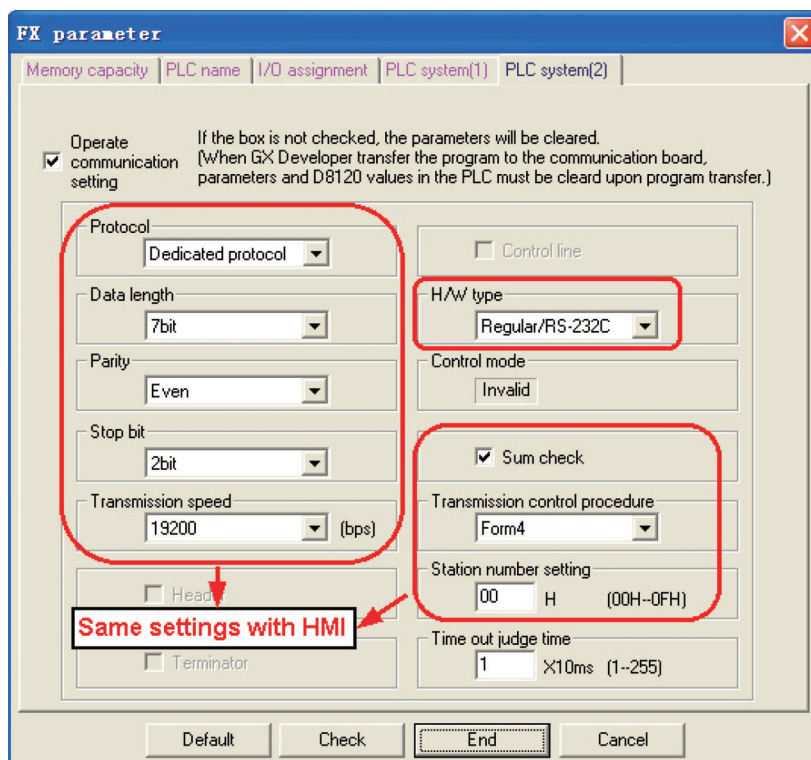 FX parameter
Memory capacity PLC name I/O assignment PLC system(1) PLC system(2)
Operate communication setting
If the box is not checked, the parameters will be cleared.
(When GX Developer transfer the program to the communication board,
parameters and D8120 values in the PLC must be cleard upon program transfer.)
Protocol
Dedicated protocol
Control line
Data length
7bit
H/W type
Regular/RS-232C
Parity
Even
Control mode
Invalid
Stop bit
2bit
Sum check
Transmission speed
19200 (bps)
Transmission control procedure
Form4
Header
Station number setting
00 H (00H--0FH)
Same settings with HMI
Terminator
Time out judge time
1 X10ms (1--255)
Default Check End Cancel